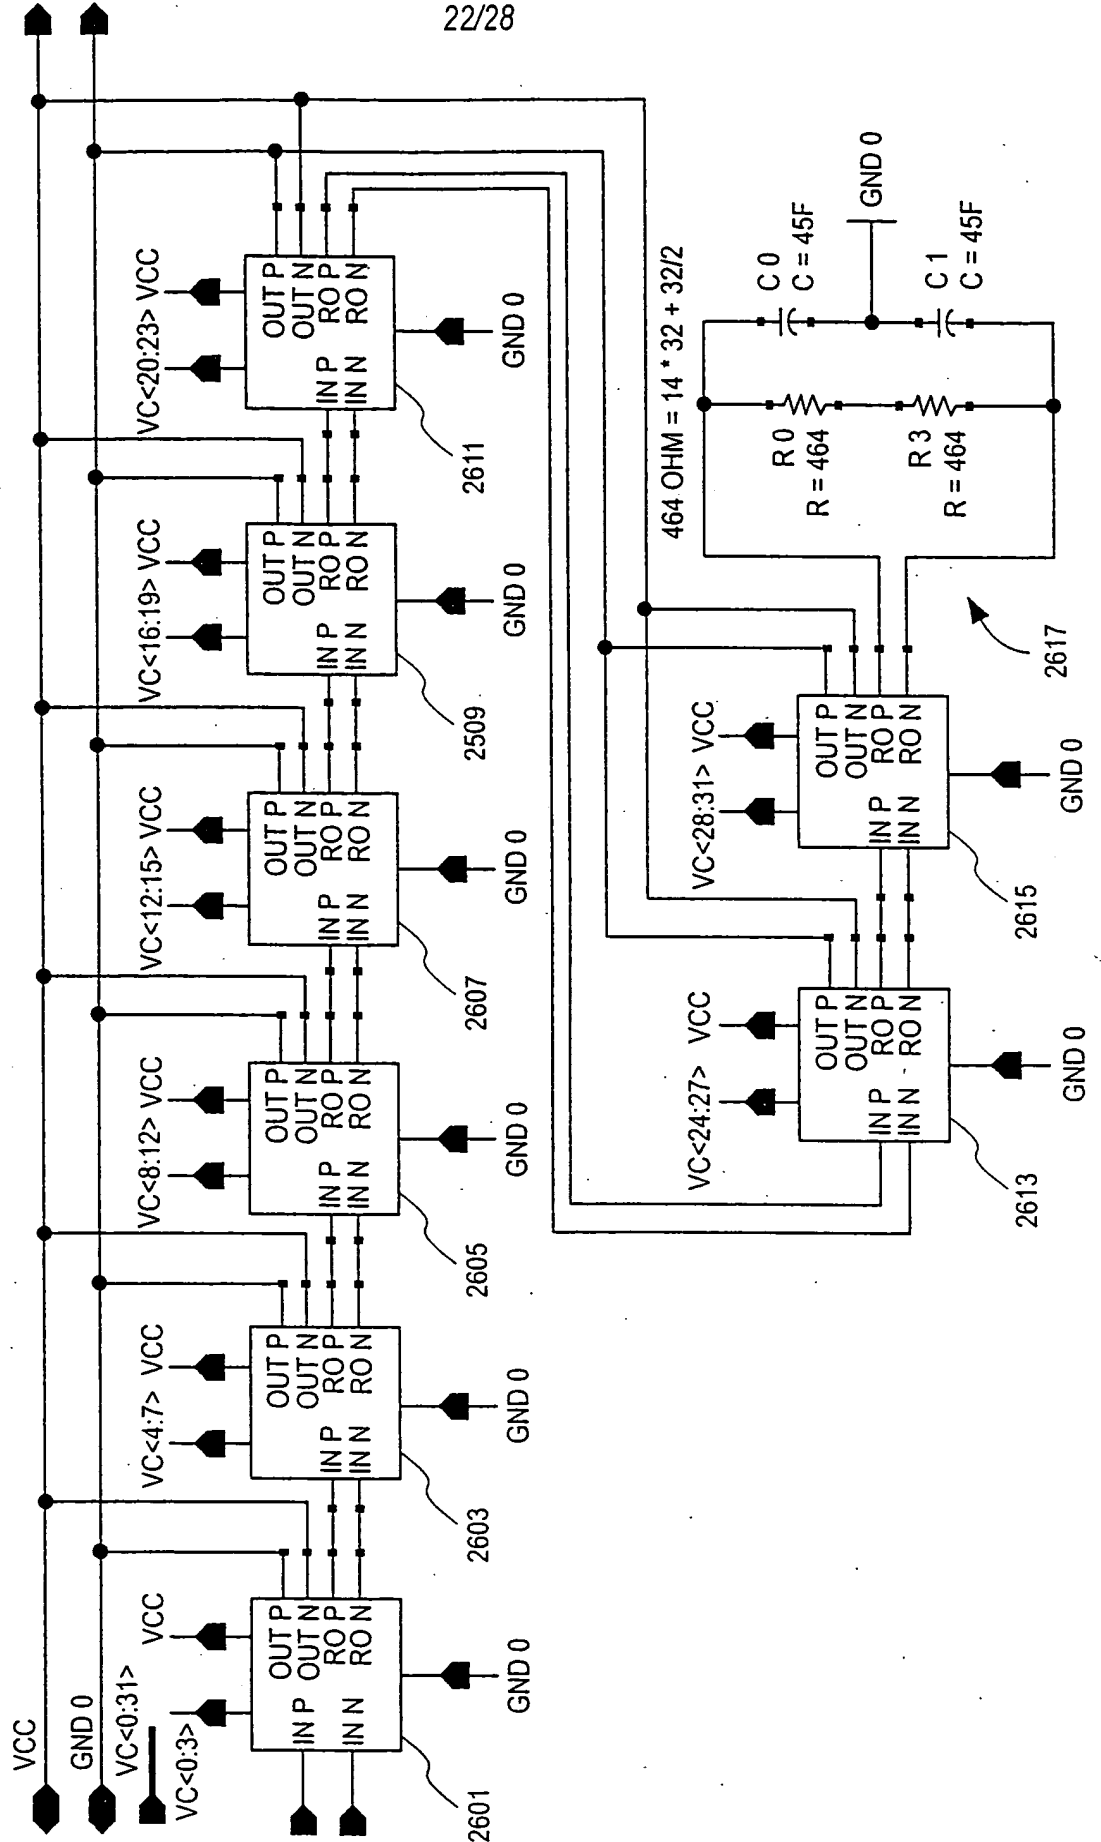 22/28
VCC
GND 0
VC<0:31>
VC<0:3>
VCC
IN P
IN N
OUT P
OUT N
RO P
RO N
GND 0
2601
VC<4:7>
VCC
IN P
IN N
OUT P
OUT N
RO P
RO N
GND 0
2603
VC<8:12>
VCC
IN P
IN N
OUT P
OUT N
RO P
RO N
GND 0
2605
VC<12:15>
VCC
IN P
IN N
OUT P
OUT N
RO P
RO N
GND 0
2607
VC<16:19>
VCC
IN P
IN N
OUT P
OUT N
RO P
RO N
GND 0
2509
VC<20:23>
VCC
IN P
IN N
OUT P
OUT N
RO P
RO N
GND 0
2611
VC<24:27>
VCC
IN P
IN N
OUT P
OUT N
RO P
RO N
GND 0
2613
VC<28:31>
VCC
IN P
IN N
OUT P
OUT N
RO P
RO N
GND 0
2615
2617
464 OHM = 14 * 32 + 32/2
R 0
R = 464
R 3
R = 464
C 0
C = 45F
C 1
C = 45F
GND 0